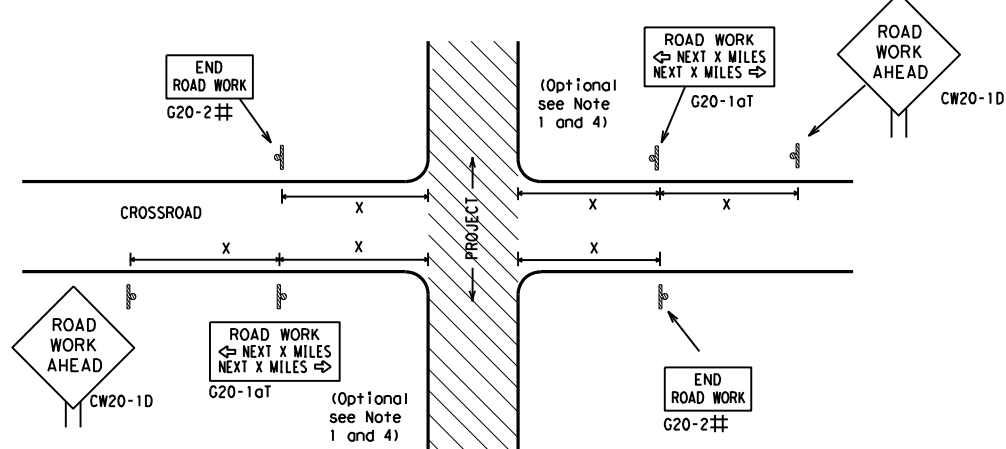 ROAD WORK
⇦ NEXT X MILES
NEXT X MILES ⇨
G20-1aT
ROAD
WORK
AHEAD
CW20-1D
END
ROAD WORK
G20-2#
(Optional
see Note
1 and 4)
X
X
X
CROSSROAD
PROJECT
X
X
X
ROAD
WORK
AHEAD
CW20-1D
ROAD WORK
⇦ NEXT X MILES
NEXT X MILES ⇨
G20-1aT
(Optional
see Note
1 and 4)
END
ROAD WORK
G20-2#